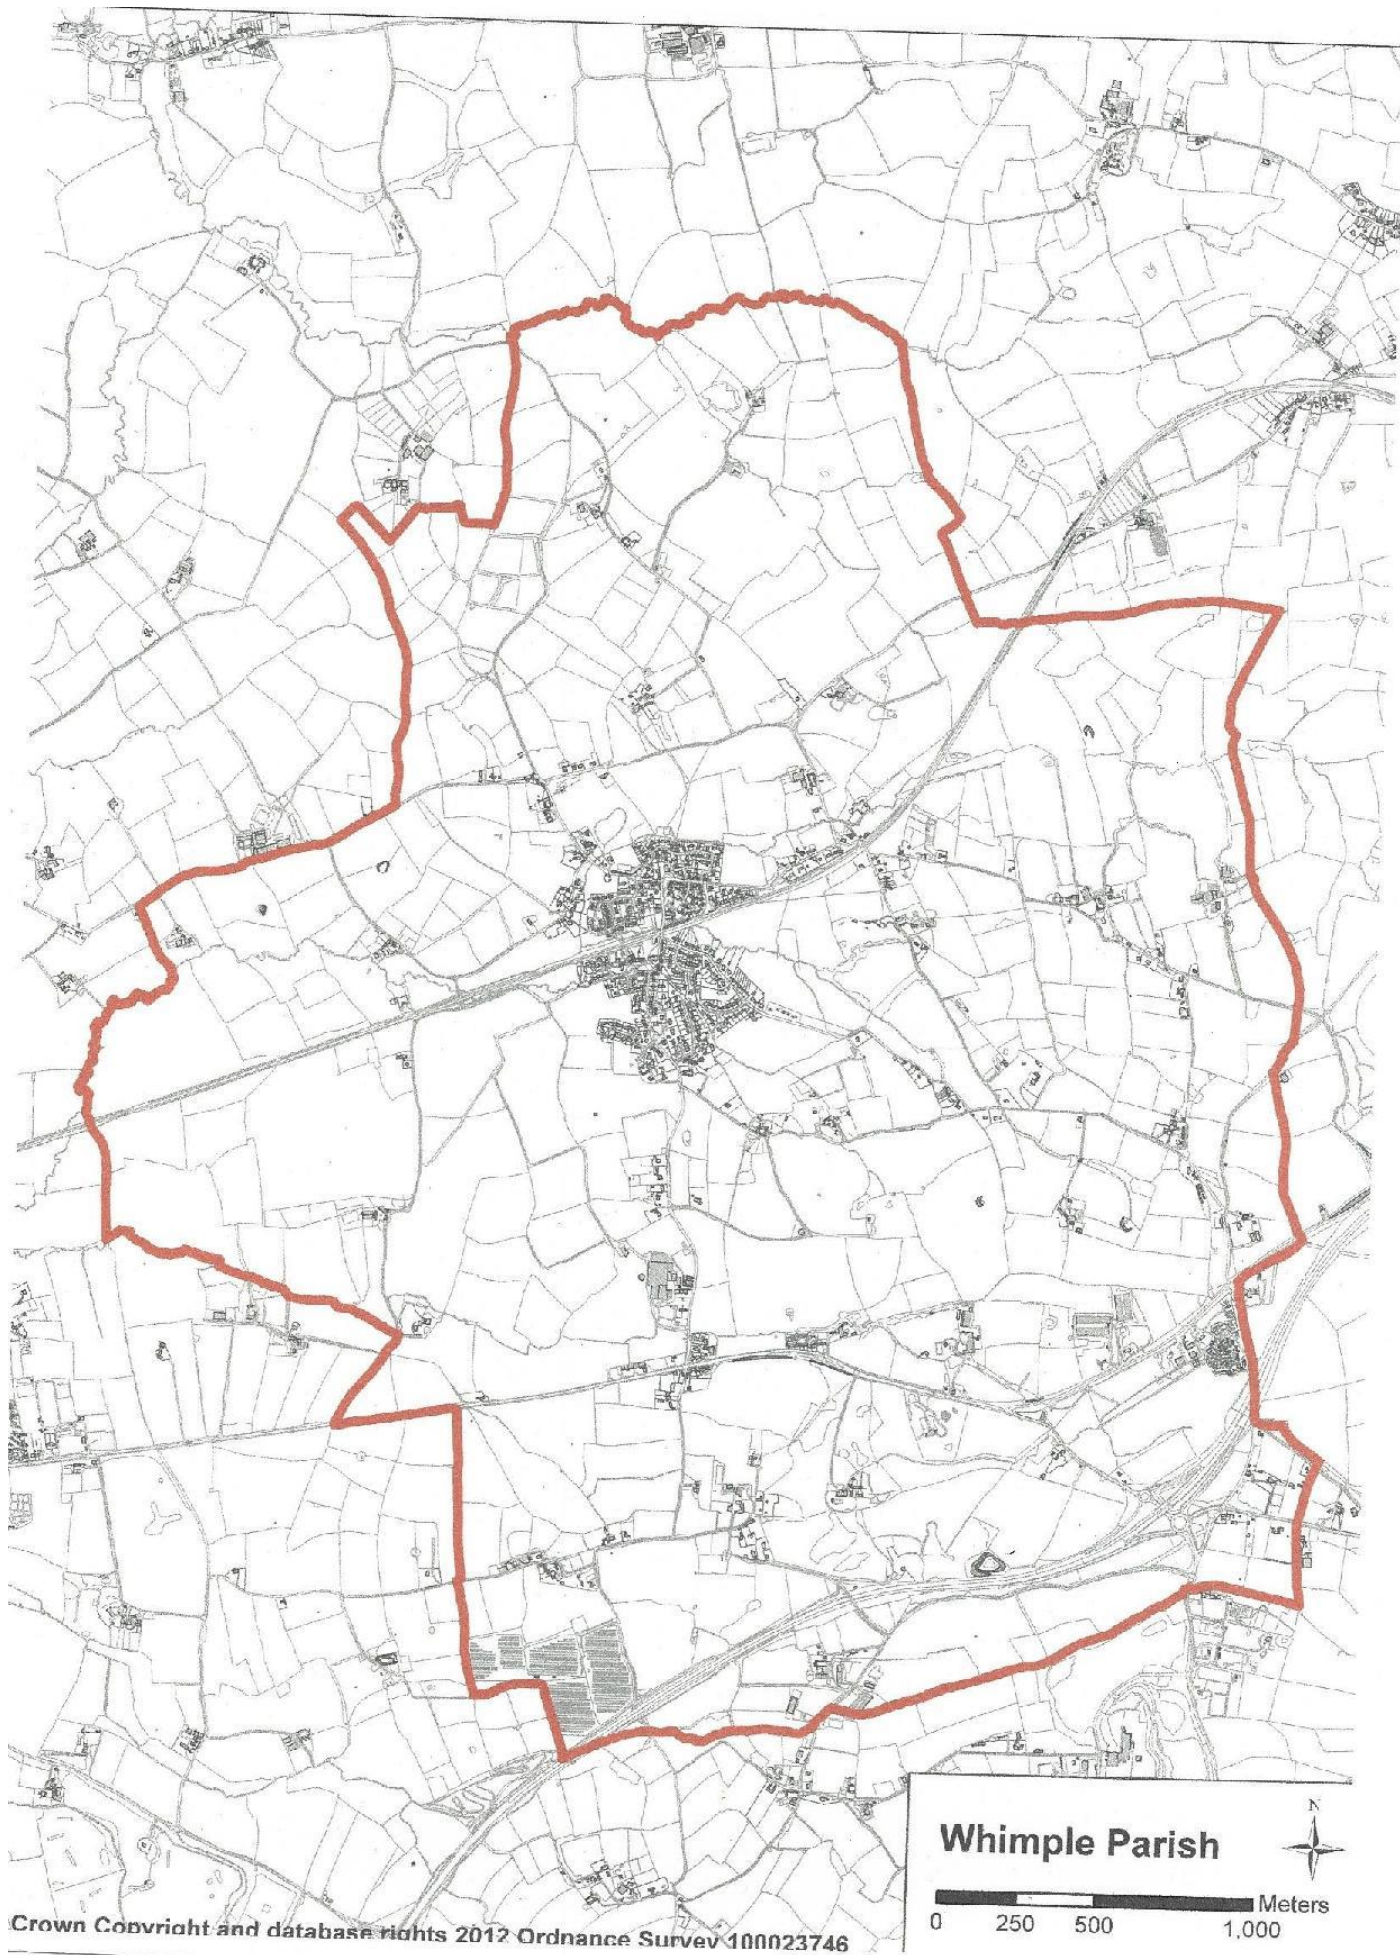 Whimple Parish
N
Meters
0 250 500 1,000
Crown Copyright and database rights 2012 Ordnance Survey 100023746